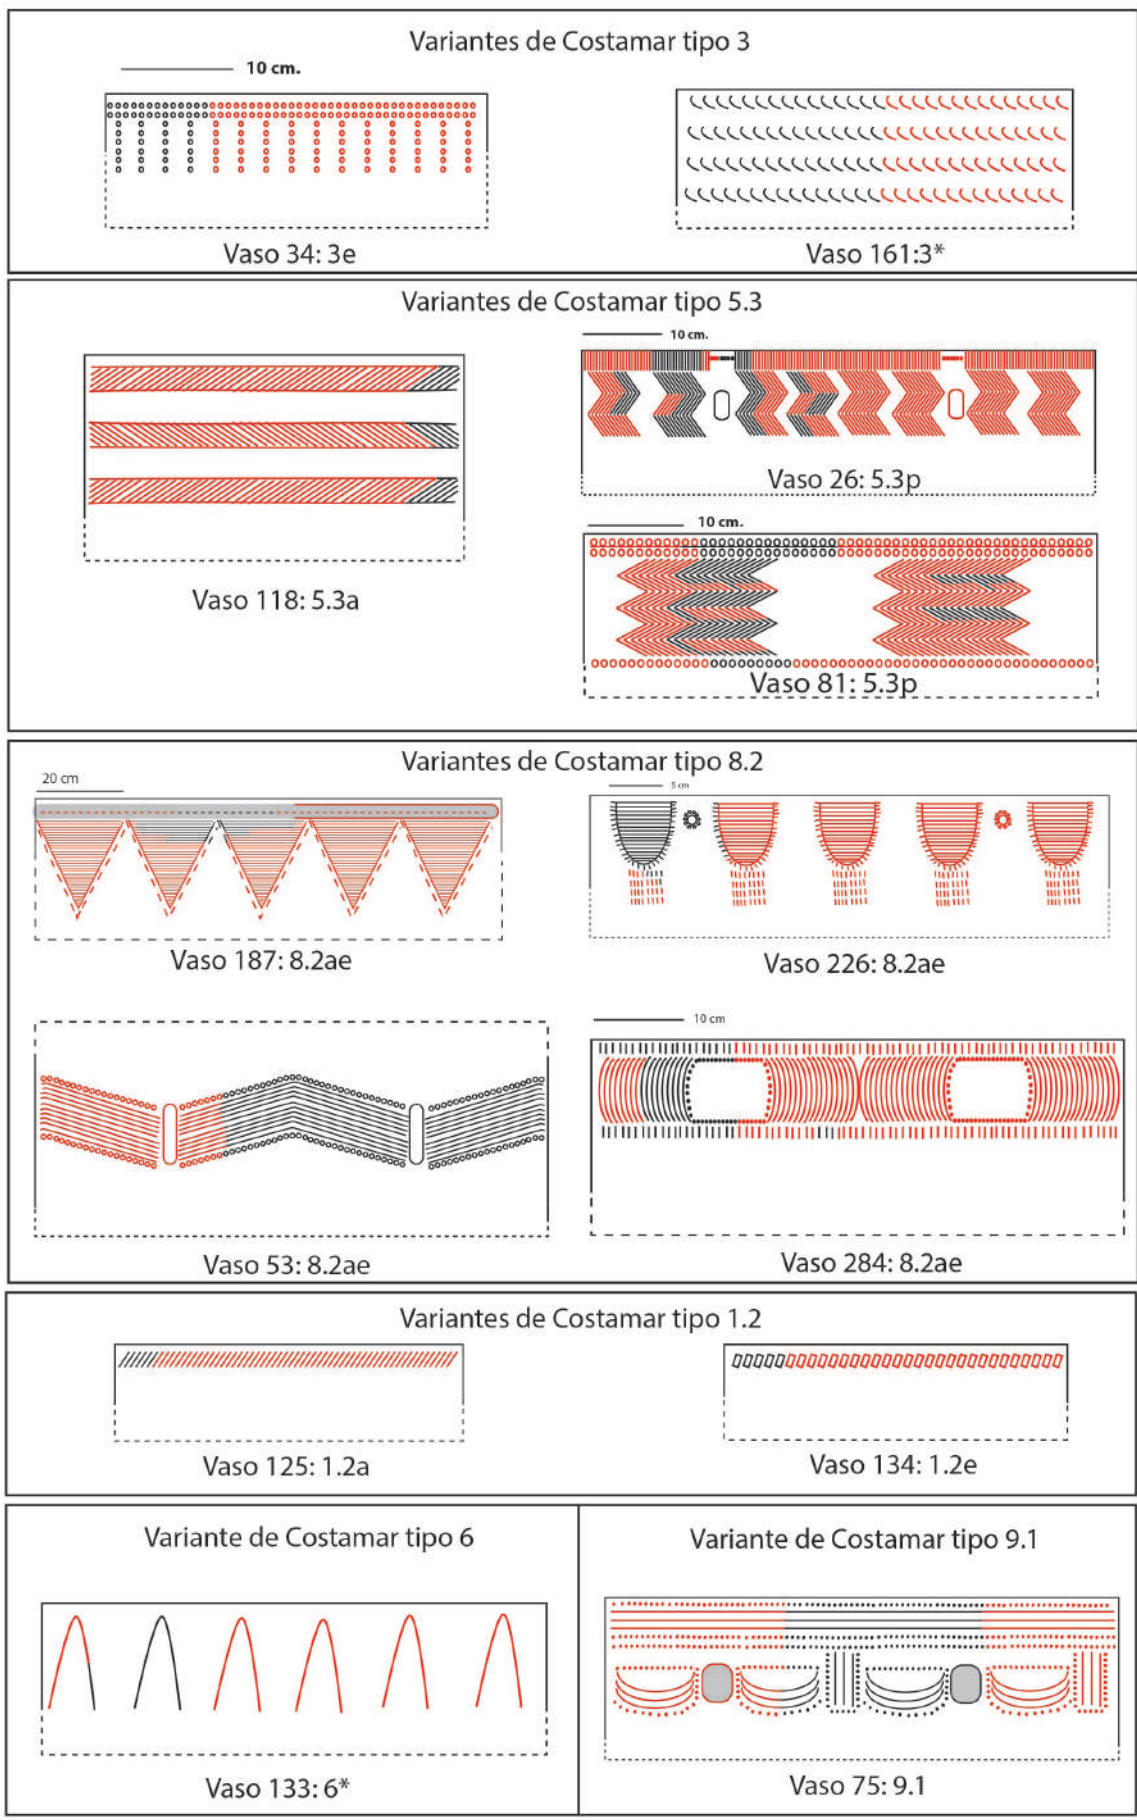 Variantes de Costamar tipo 3
10 cm.
Vaso 34: 3e
Vaso 161:3*
Variantes de Costamar tipo 5.3
10 cm.
Vaso 26: 5.3p
10 cm.
Vaso 118: 5.3a
Vaso 81: 5.3p
Variantes de Costamar tipo 8.2
20 cm
5 cm
Vaso 187: 8.2ae
Vaso 226: 8.2ae
10 cm
Vaso 53: 8.2ae
Vaso 284: 8.2ae
Variantes de Costamar tipo 1.2
Vaso 125: 1.2a
Vaso 134: 1.2e
Variante de Costamar tipo 6
Variante de Costamar tipo 9.1
Vaso 133: 6*
Vaso 75: 9.1